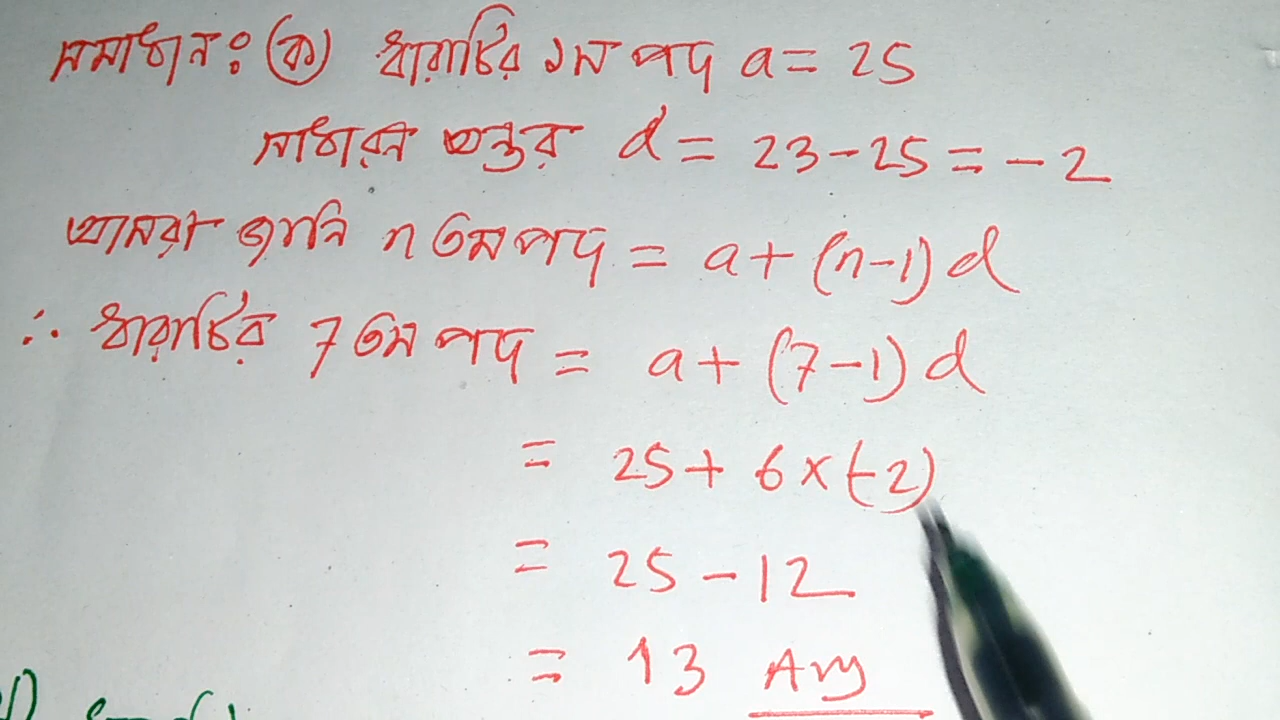 সমাধান: (ক) ধারাটির ১ম পদ a = 25
সাধারন অন্তর d = 23 - 25 = - 2
আমরা জানি n তম পদ = a + (n-1) d
∴ ধারাটির 7 তম পদ = a + (7-1) d
= 25 + 6 × (-2)
= 25 - 12
= 13 Ans